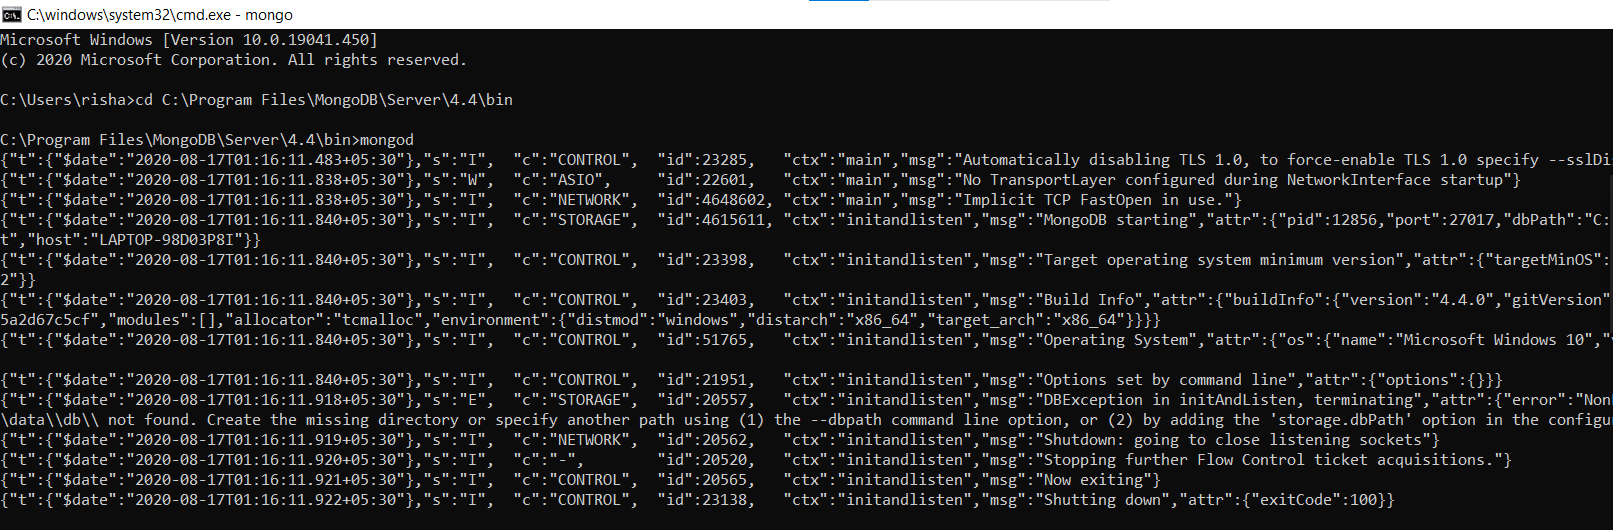 C:\windows\system32\cmd.exe - mongo
Microsoft Windows [Version 10.0.19041.450]
(c) 2020 Microsoft Corporation. All rights reserved.
C:\Users\risha>cd C:\Program Files\MongoDB\Server\4.4\bin
C:\Program Files\MongoDB\Server\4.4\bin>mongod
{"t":{"$date":"2020-08-17T01:16:11.483+05:30"},"s":"I",  "c":"CONTROL",  "id":23285,   "ctx":"main","msg":"Automatically disabling TLS 1.0, to force-enable TLS 1.0 specify --sslDis
{"t":{"$date":"2020-08-17T01:16:11.838+05:30"},"s":"W",  "c":"ASIO",     "id":22601,   "ctx":"main","msg":"No TransportLayer configured during NetworkInterface startup"}
{"t":{"$date":"2020-08-17T01:16:11.838+05:30"},"s":"I",  "c":"NETWORK",  "id":4648602, "ctx":"main","msg":"Implicit TCP FastOpen in use."}
{"t":{"$date":"2020-08-17T01:16:11.840+05:30"},"s":"I",  "c":"STORAGE",  "id":4615611, "ctx":"initandlisten","msg":"MongoDB starting","attr":{"pid":12856,"port":27017,"dbPath":"C:
t","host":"LAPTOP-98D03P8I"}}
{"t":{"$date":"2020-08-17T01:16:11.840+05:30"},"s":"I",  "c":"CONTROL",  "id":23398,   "ctx":"initandlisten","msg":"Target operating system minimum version","attr":{"targetMinOS":
2"}}
{"t":{"$date":"2020-08-17T01:16:11.840+05:30"},"s":"I",  "c":"CONTROL",  "id":23403,   "ctx":"initandlisten","msg":"Build Info","attr":{"buildInfo":{"version":"4.4.0","gitVersion"
5a2d67c5cf","modules":[],"allocator":"tcmalloc","environment":{"distmod":"windows","distarch":"x86_64","target_arch":"x86_64"}}}}
{"t":{"$date":"2020-08-17T01:16:11.840+05:30"},"s":"I",  "c":"CONTROL",  "id":51765,   "ctx":"initandlisten","msg":"Operating System","attr":{"os":{"name":"Microsoft Windows 10","v
{"t":{"$date":"2020-08-17T01:16:11.840+05:30"},"s":"I",  "c":"CONTROL",  "id":21951,   "ctx":"initandlisten","msg":"Options set by command line","attr":{"options":{}}}
{"t":{"$date":"2020-08-17T01:16:11.918+05:30"},"s":"E",  "c":"STORAGE",  "id":20557,   "ctx":"initandlisten","msg":"DBException in initAndListen, terminating","attr":{"error":"Non
\data\\db\\ not found. Create the missing directory or specify another path using (1) the --dbpath command line option, or (2) by adding the 'storage.dbPath' option in the configu
{"t":{"$date":"2020-08-17T01:16:11.919+05:30"},"s":"I",  "c":"NETWORK",  "id":20562,   "ctx":"initandlisten","msg":"Shutdown: going to close listening sockets"}
{"t":{"$date":"2020-08-17T01:16:11.920+05:30"},"s":"I",  "c":"-",        "id":20520,   "ctx":"initandlisten","msg":"Stopping further Flow Control ticket acquisitions."}
{"t":{"$date":"2020-08-17T01:16:11.921+05:30"},"s":"I",  "c":"CONTROL",  "id":20565,   "ctx":"initandlisten","msg":"Now exiting"}
{"t":{"$date":"2020-08-17T01:16:11.922+05:30"},"s":"I",  "c":"CONTROL",  "id":23138,   "ctx":"initandlisten","msg":"Shutting down","attr":{"exitCode":100}}